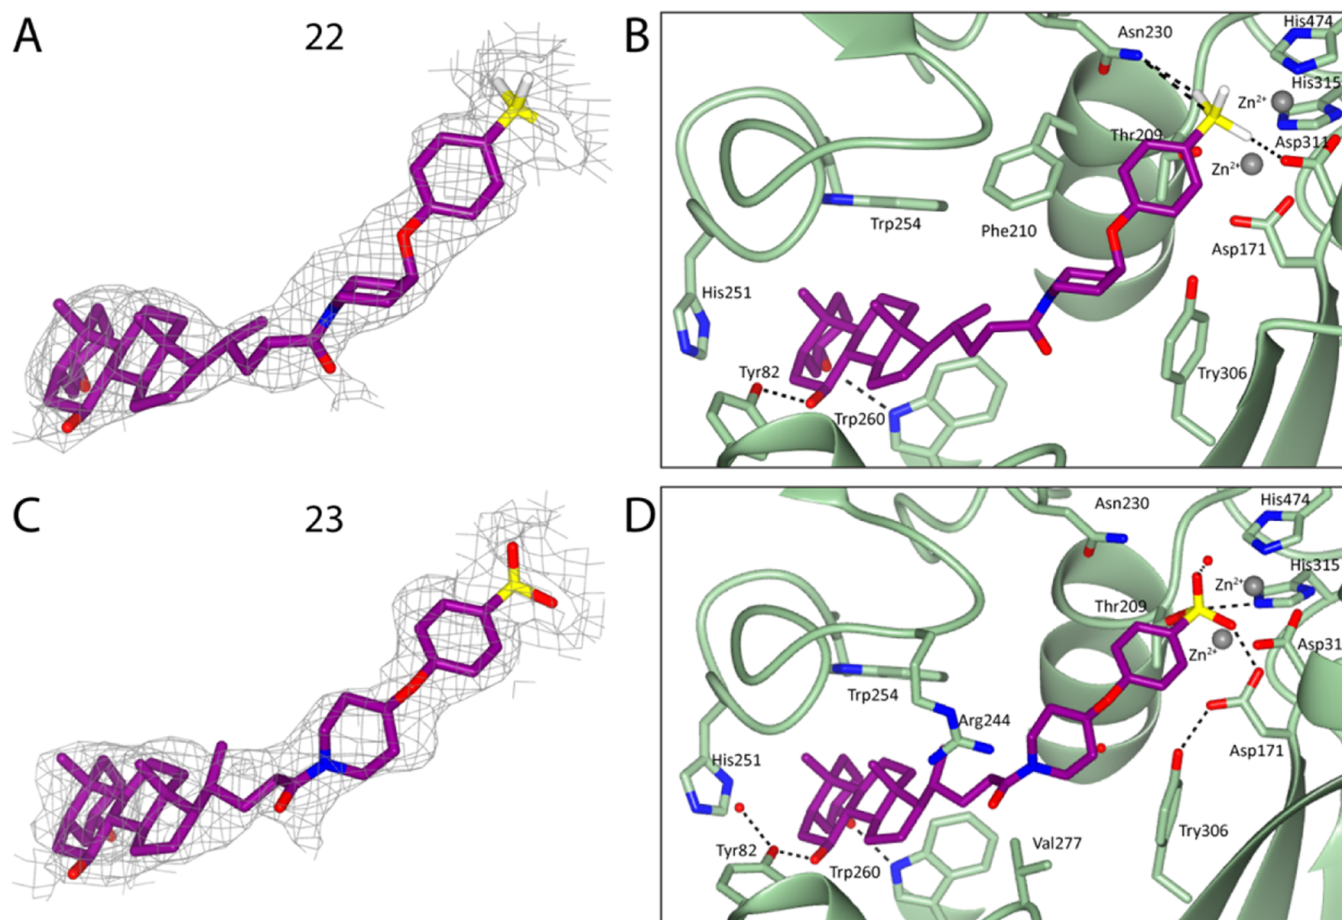 A
22
B
Asn230
His474
His315
Zn²⁺
Thr209
Asp311
Zn²⁺
Trp254
Phe210
Asp171
His251
Tyr82
Try306
Trp260
C
23
D
Asn230
His474
His315
Zn²⁺
Thr209
Asp31
Zn²⁺
Trp254
Arg244
Asp171
His251
Try306
Tyr82
Trp260
Val277